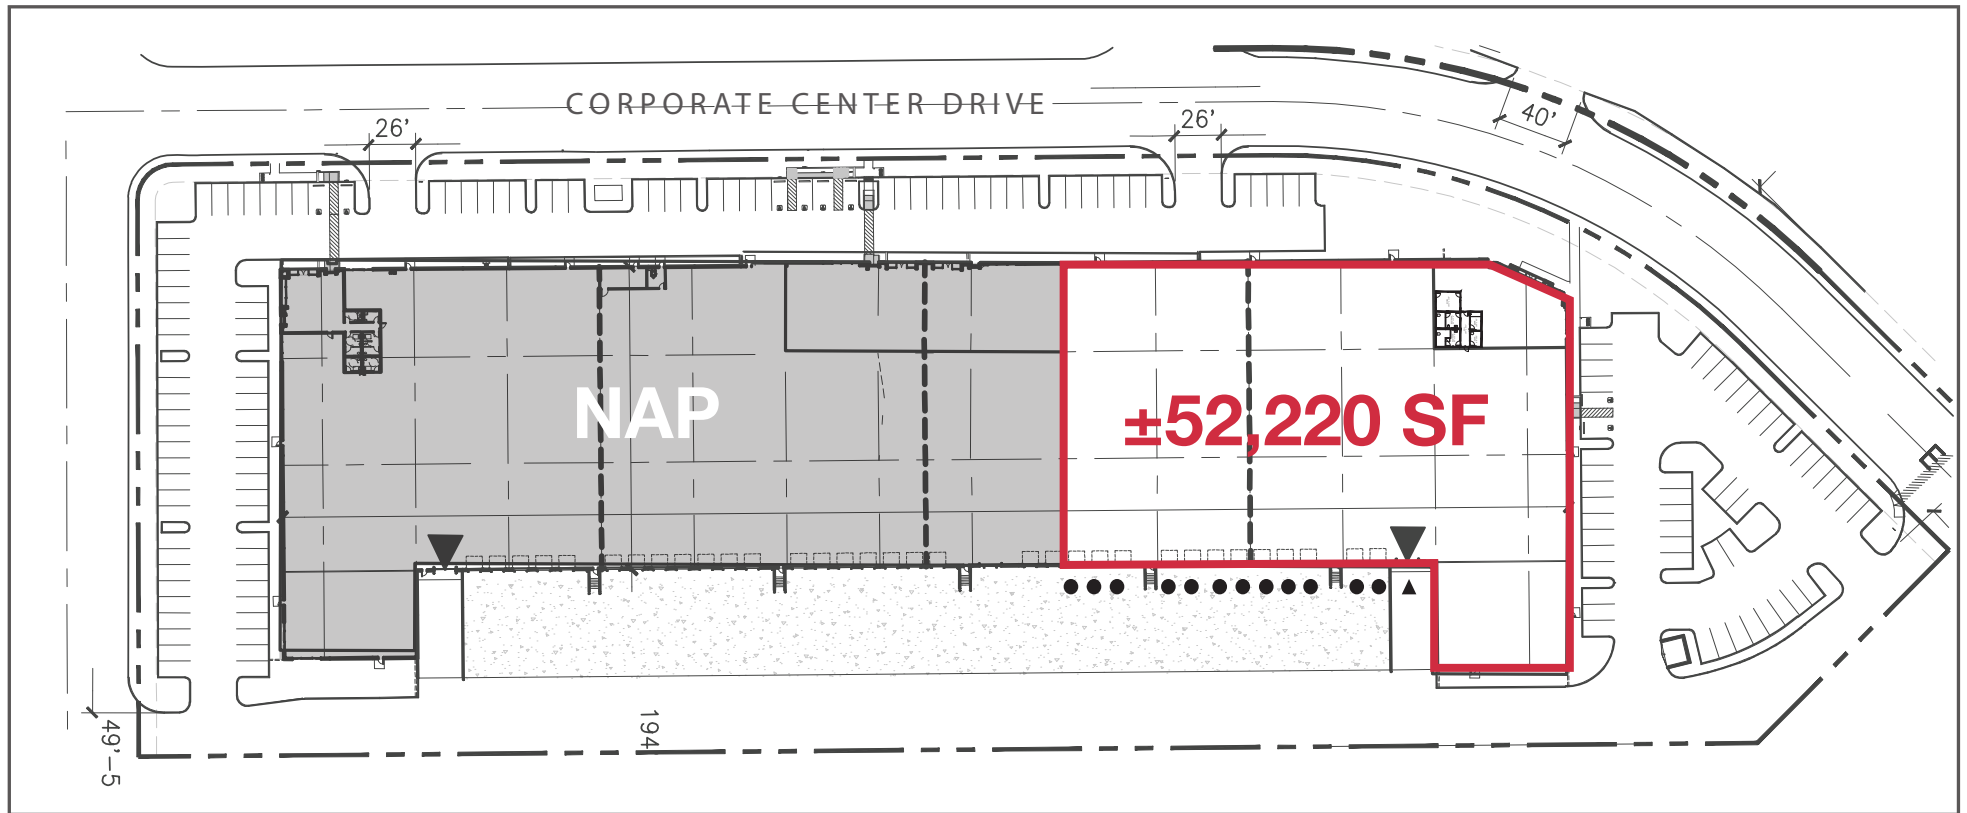 CORPORATE CENTER DRIVE
26'
26'
40'
NAP
±52,220 SF
194'
49'-5